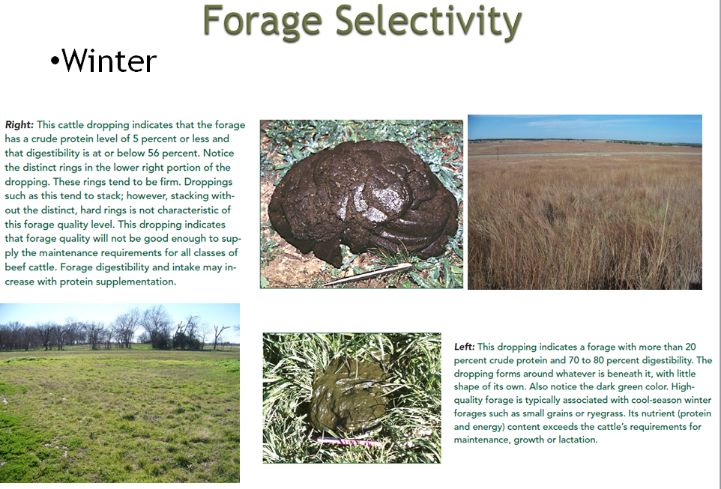 Forage Selectivity
•Winter
Right: This cattle dropping indicates that the forage
has a crude protein level of 5 percent or less and
that digestibility is at or below 56 percent. Notice
the distinct rings in the lower right portion of the
dropping. These rings tend to be firm. Droppings
such as this tend to stack; however, stacking with-
out the distinct, hard rings is not characteristic of
this forage quality level. This dropping indicates
that forage quality will not be good enough to sup-
ply the maintenance requirements for all classes of
beef cattle. Forage digestibility and intake may in-
crease with protein supplementation.
Left: This dropping indicates a forage with more than 20
percent crude protein and 70 to 80 percent digestibility. The
dropping forms around whatever is beneath it, with little
shape of its own. Also notice the dark green color. High-
quality forage is typically associated with cool-season winter
forages such as small grains or ryegrass. Its nutrient (protein
and energy) content exceeds the cattle's requirements for
maintenance, growth or lactation.